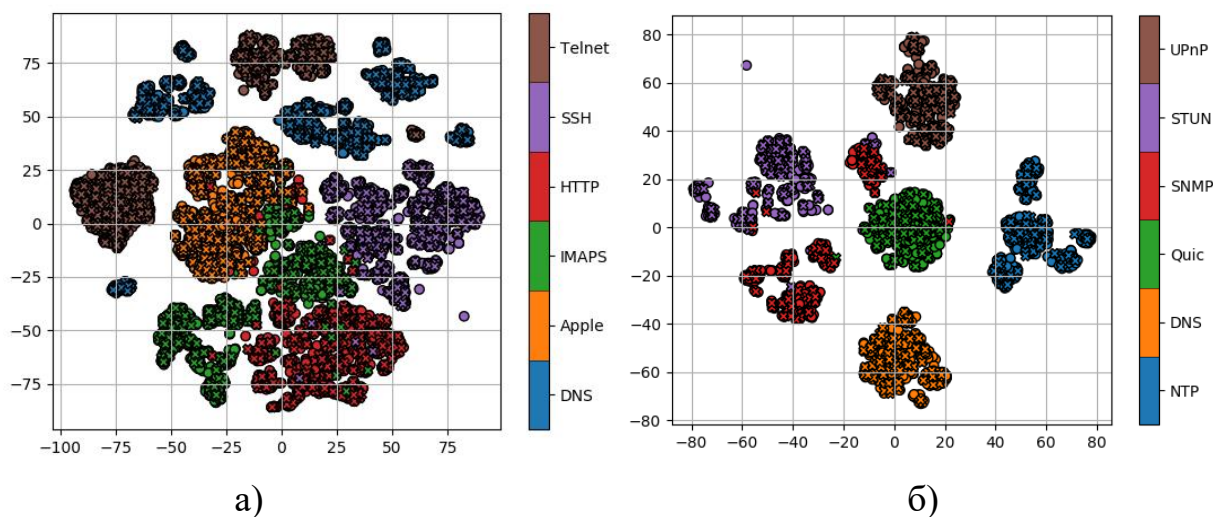 75
50
25
0
−25
−50
−75
−100 −75 −50 −25 0 25 50 75
Telnet
SSH
HTTP
IMAPS
Apple
DNS
80
60
40
20
0
−20
−40
−60
−80
−80 −60 −40 −20 0 20 40 60 80
UPnP
STUN
SNMP
Quic
DNS
NTP
а) б)